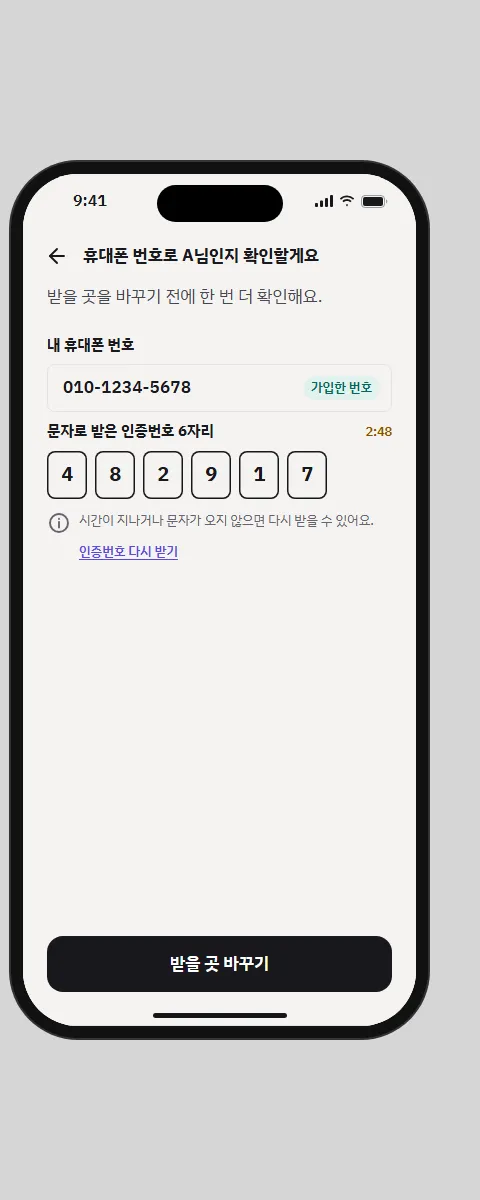 9:41
휴대폰 번호로 A님인지 확인할게요
받을 곳을 바꾸기 전에 한 번 더 확인해요.
내 휴대폰 번호
010-1234-5678 가입한 번호
문자로 받은 인증번호 6자리 2:48
4 8 2 9 1 7
시간이 지나거나 문자가 오지 않으면 다시 받을 수 있어요.
인증번호 다시 받기
받을 곳 바꾸기